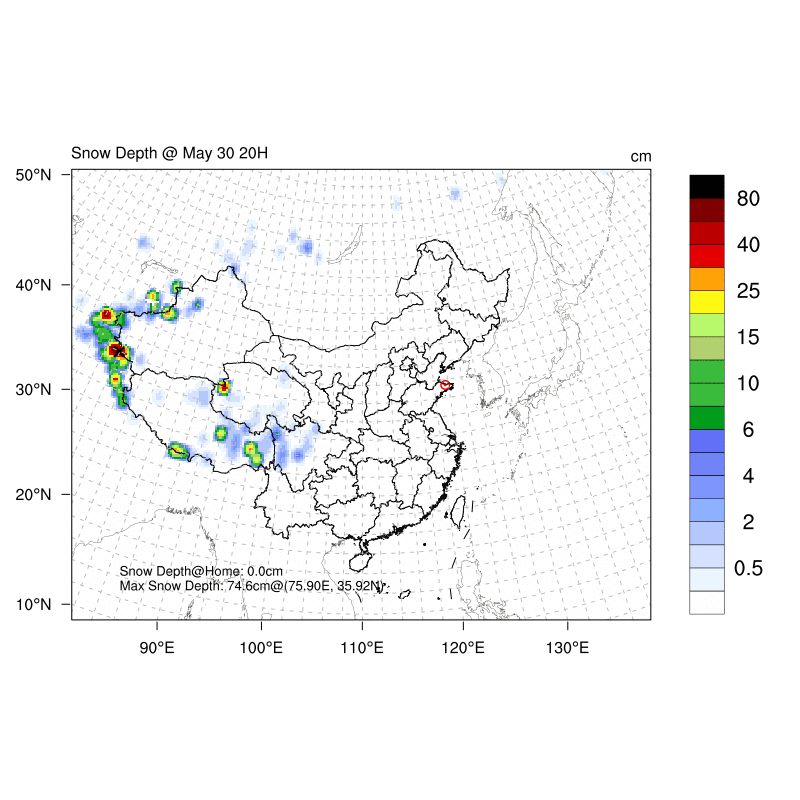 Snow Depth @ May 30 20H
cm
50°N
40°N
30°N
20°N
10°N
90°E 100°E 110°E 120°E 130°E
80
40
25
15
10
6
4
2
0.5
Snow Depth@Home: 0.0cm
Max Snow Depth: 74.6cm@(75.90E, 35.92N)